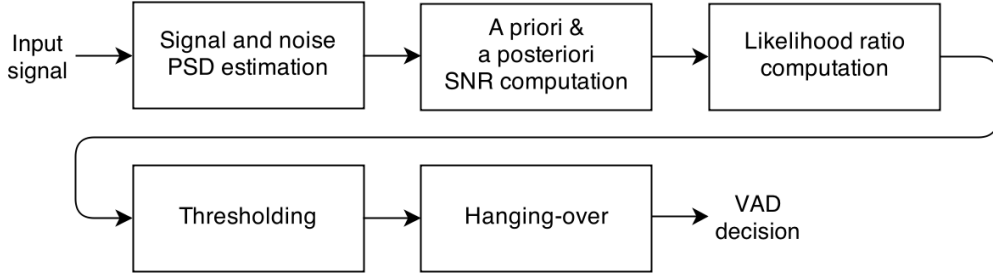 Input
signal
Signal and noise
PSD estimation
A priori &
a posteriori
SNR computation
Likelihood ratio
computation
Thresholding
Hanging-over
VAD
decision